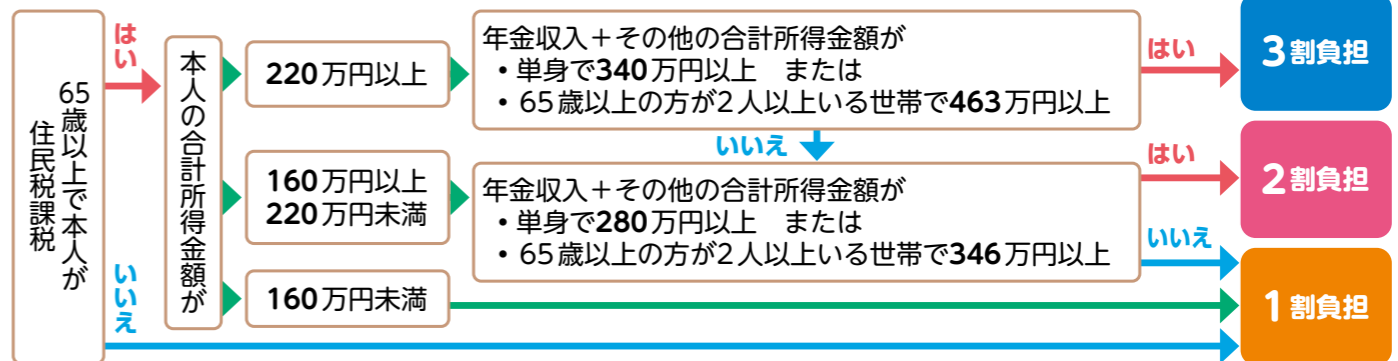 65歳以上で本人が
住民税課税
はい
いいえ
本人の合計所得金額が
220万円以上
年金収入＋その他の合計所得金額が
・単身で340万円以上　または
・65歳以上の方が2人以上いる世帯で463万円以上
はい
3割負担
いいえ
160万円以上
220万円未満
年金収入＋その他の合計所得金額が
・単身で280万円以上　または
・65歳以上の方が2人以上いる世帯で346万円以上
はい
2割負担
いいえ
160万円未満
1割負担